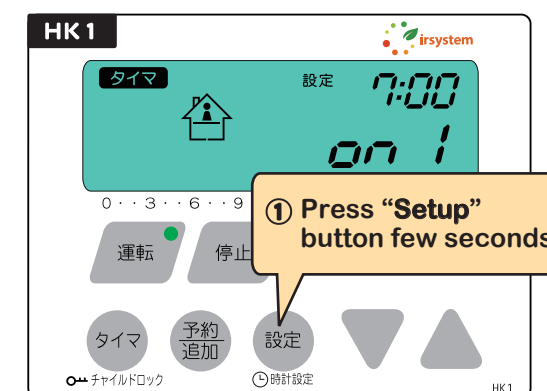 HK1
irsystem
タイマ 設定 7:00
on 1
0・・3・・6・・9
① Press “Setup”
button few seconds
運転 停止
タイマ 予約 設定
追加
チャイルドロック 時計設定
HK1